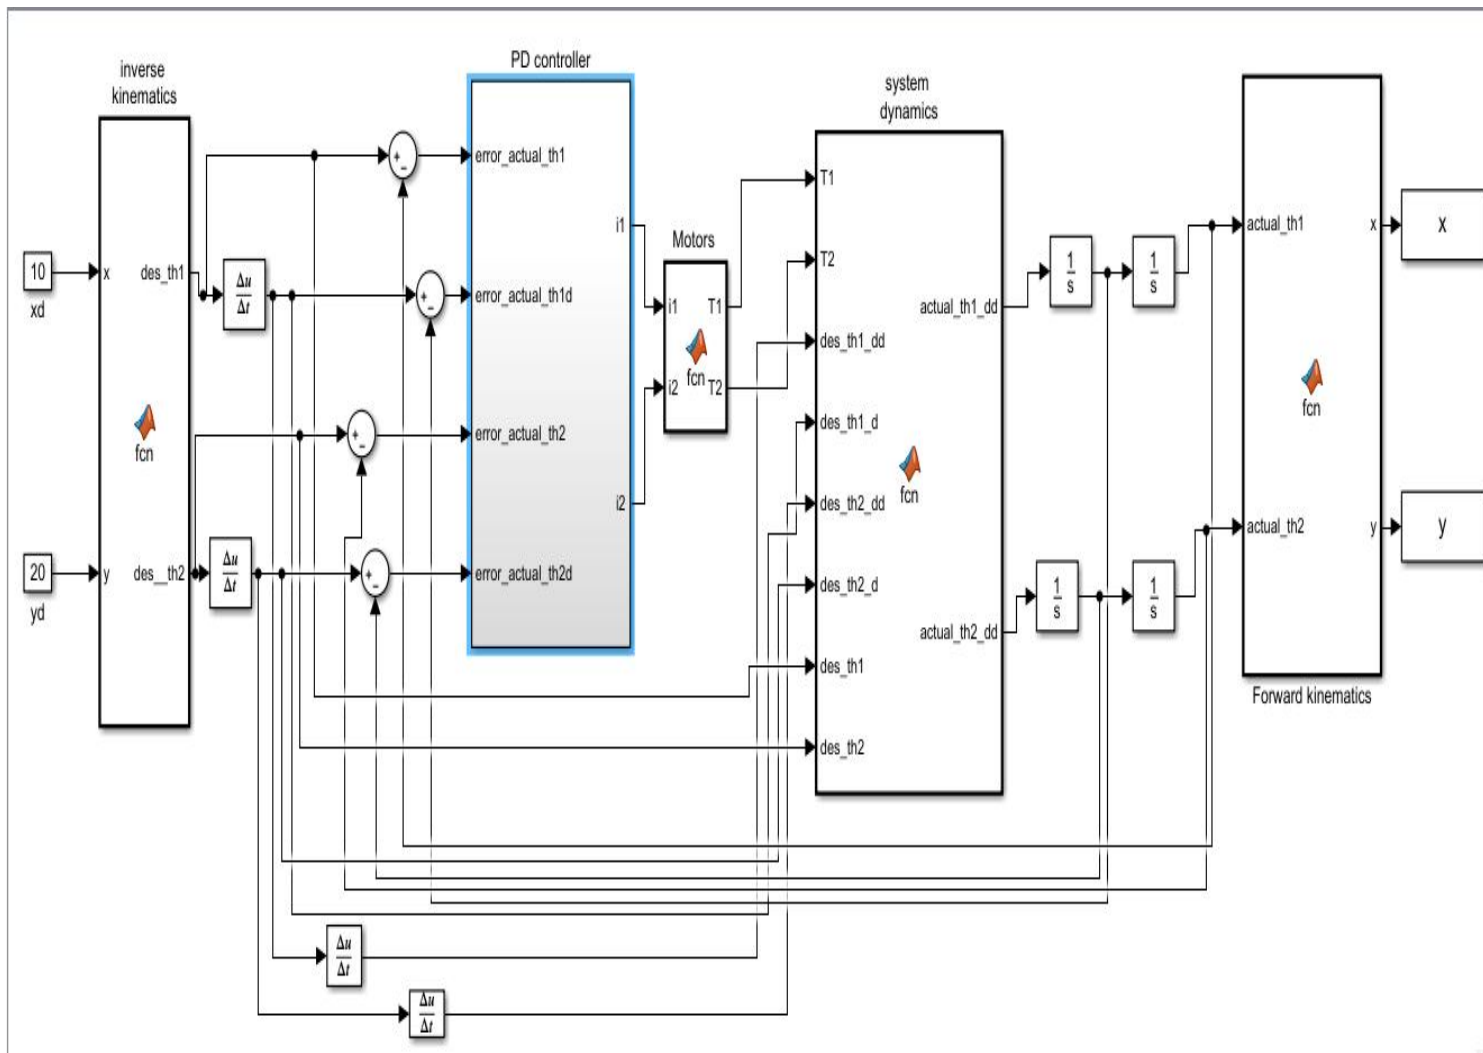 inverse
kinematics
10
xd
20
yd
x
y
des_th1
des__th2
fcn
Δu
Δt
Δu
Δt
+
-
+
-
+
-
+
-
PD controller
error_actual_th1
error_actual_th1d
error_actual_th2
error_actual_th2d
i1
i2
Motors
i1
i2
T1
T2
fcn
system
dynamics
T1
T2
des_th1_dd
des_th1_d
des_th2_dd
des_th2_d
des_th1
des_th2
fcn
actual_th1_dd
actual_th2_dd
1
s
1
s
1
s
1
s
actual_th1
actual_th2
fcn
x
y
Forward kinematics
x
y
Δu
Δt
Δu
Δt